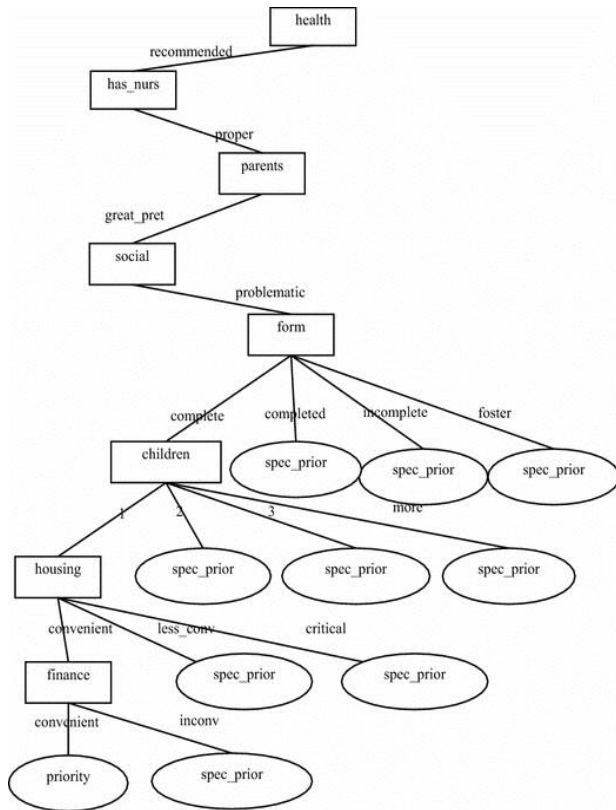 health
recommended
has_nurs
proper
parents
great_pret
social
problematic
form
complete completed incomplete foster
children spec_prior spec_prior spec_prior
1 2 3 more
housing spec_prior spec_prior spec_prior
convenient less_conv critical
finance spec_prior spec_prior
convenient inconv
priority spec_prior